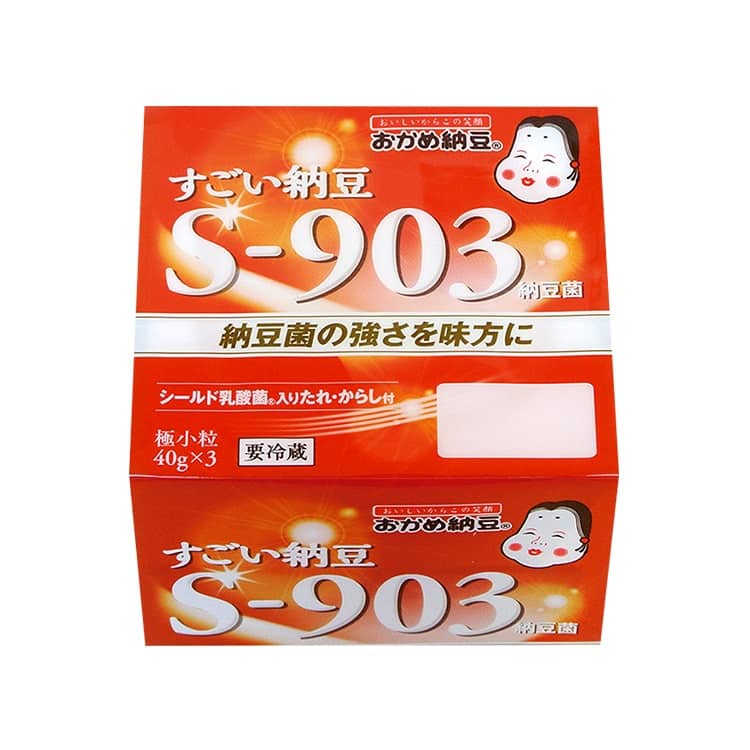 おいしいからこの笑顔
おかめ納豆®
すごい納豆
S-903
納豆菌
納豆菌の強さを味方に
シールド乳酸菌®入りたれ・からし付
極小粒
40g×3
要冷蔵
おいしいからこの笑顔
おかめ納豆®
すごい納豆
S-903
納豆菌